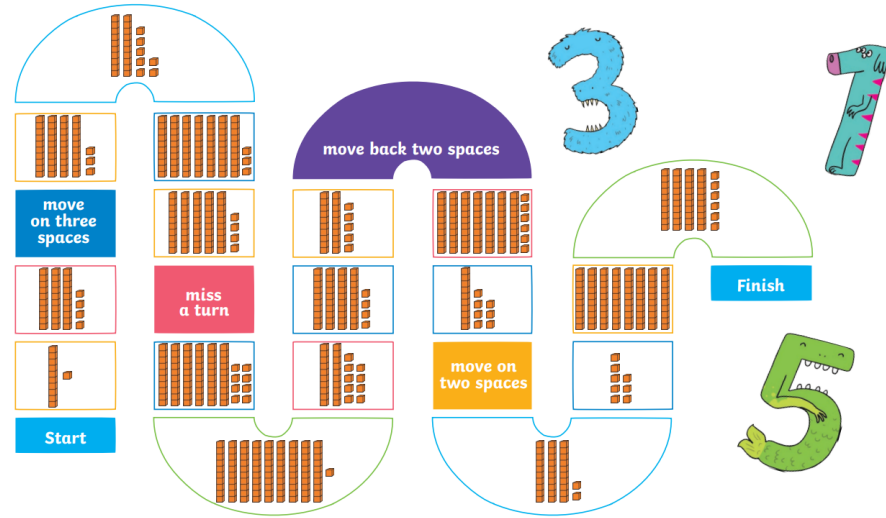 move back two spaces
move
on three
spaces
miss
a turn
Finish
move on
two spaces
Start